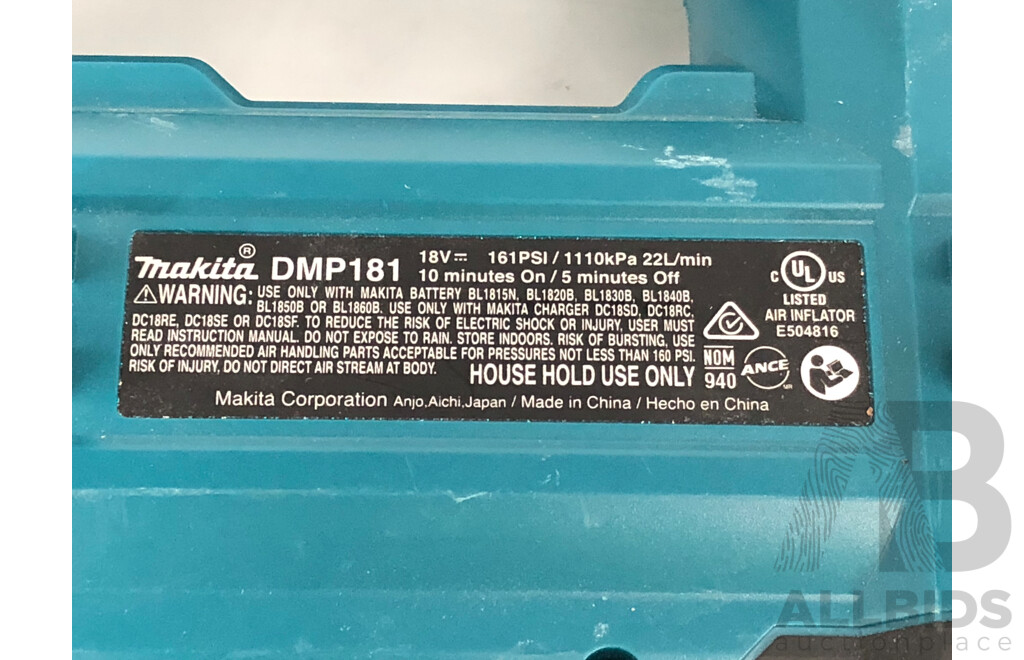 makita® DMP181 18V⎓ 161PSI / 1110kPa 22L/min
10 minutes On / 5 minutes Off
⚠WARNING: USE ONLY WITH MAKITA BATTERY BL1815N, BL1820B, BL1830B, BL1840B,
BL1850B OR BL1860B. USE ONLY WITH MAKITA CHARGER DC18SD, DC18RC,
DC18RE, DC18SE OR DC18SF. TO REDUCE THE RISK OF ELECTRIC SHOCK OR INJURY, USER MUST
READ INSTRUCTION MANUAL. DO NOT EXPOSE TO RAIN. STORE INDOORS. RISK OF BURSTING, USE
ONLY RECOMMENDED AIR HANDLING PARTS ACCEPTABLE FOR PRESSURES NOT LESS THAN 160 PSI.
RISK OF INJURY, DO NOT DIRECT AIR STREAM AT BODY.
HOUSE HOLD USE ONLY
Makita Corporation Anjo,Aichi,Japan / Made in China / Hecho en China
C UL US
LISTED
AIR INFLATOR
E504816
NOM
940
ANCE
AB
ALLBIDS
auctionplace